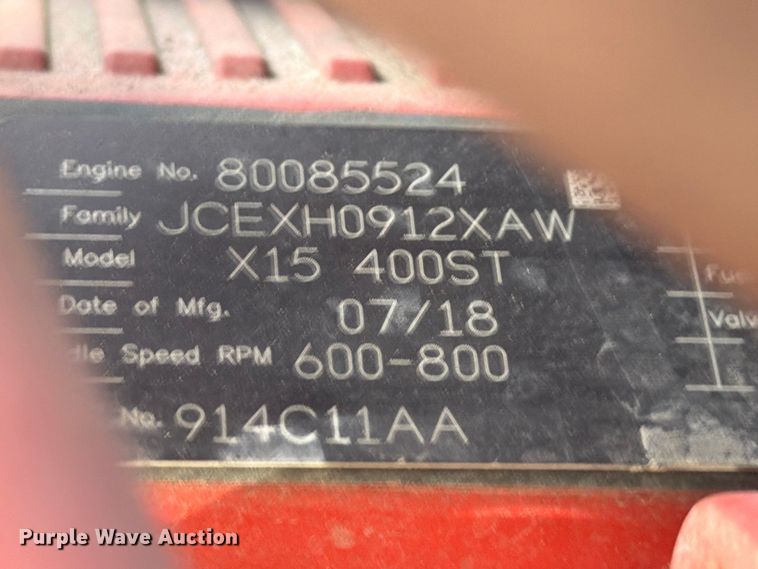 Engine No. 80085524
Family JCEXH0912XAW
Model X15 400ST
Date of Mfg. 07/18
Speed RPM 600-800
No. 914C11AA
Purple Wave Auction